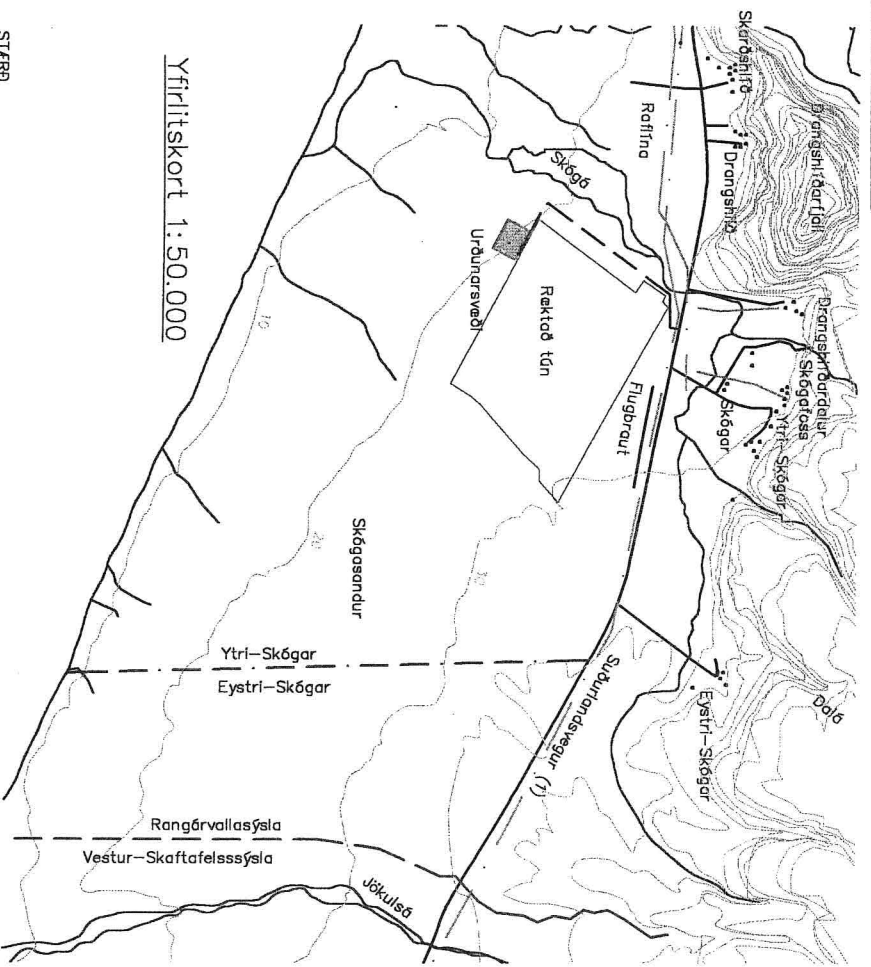 STÆRÐ
Yfirlitskort 1:50.000
Skarðshlíð
Drangshlíðarfjall
Drangshlíð
Raflína
Skógá
Drangshlíðardalur
Skógafoss
Ytri-Skógar
Skógar
Urðunarsvæði
Ræktað tún
Flugbraut
10
20
Skógasandur
Ytri-Skógar
Eystri-Skógar
Suðurlandsvegur (1)
Eystri-Skógar
Dalá
Rangárvallasýsla
Vestur-Skaftafelsssýsla
Jökulsá